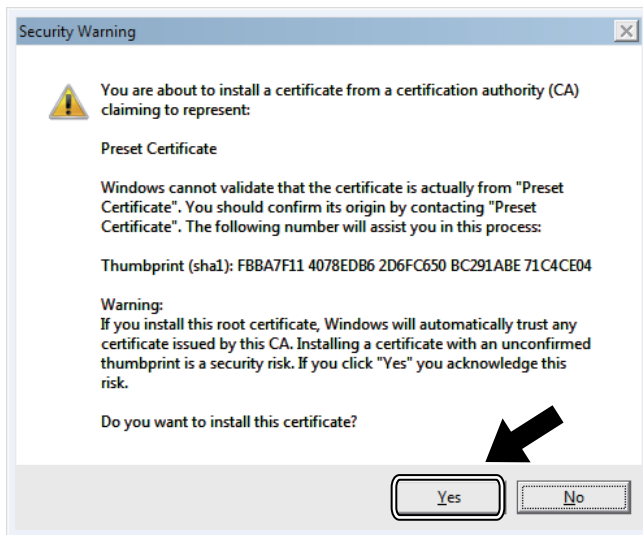 Security Warning
You are about to install a certificate from a certification authority (CA)
claiming to represent:
Preset Certificate
Windows cannot validate that the certificate is actually from "Preset
Certificate". You should confirm its origin by contacting "Preset
Certificate". The following number will assist you in this process:
Thumbprint (sha1): FBBA7F11 4078EDB6 2D6FC650 BC291ABE 71C4CE04
Warning:
If you install this root certificate, Windows will automatically trust any
certificate issued by this CA. Installing a certificate with an unconfirmed
thumbprint is a security risk. If you click "Yes" you acknowledge this
risk.
Do you want to install this certificate?
Yes No